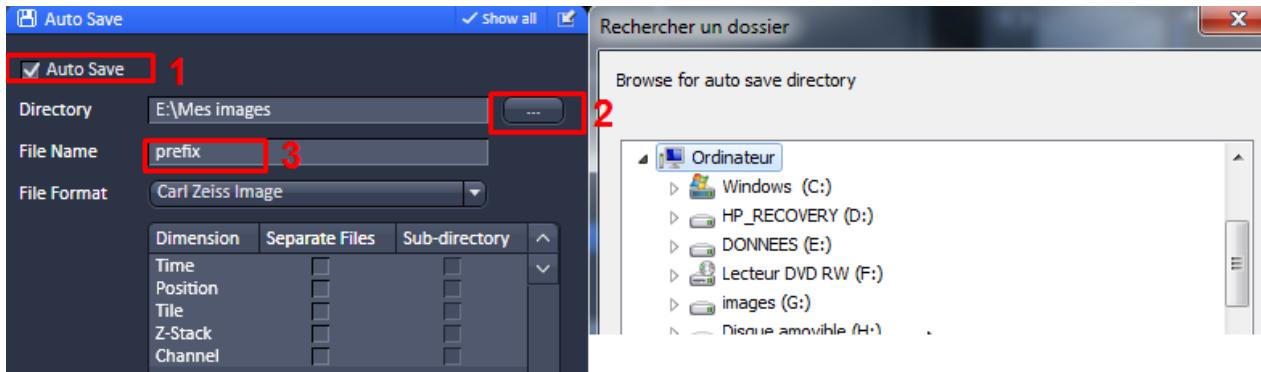 Auto Save
Show all
Auto Save
1
Directory
E:\Mes images
...
2
File Name
prefix
3
File Format
Carl Zeiss Image
Dimension Separate Files Sub-directory
Time
Position
Tile
Z-Stack
Channel
Rechercher un dossier
X
Browse for auto save directory
Ordinateur
Windows (C:)
HP_RECOVERY (D:)
DONNEES (E:)
Lecteur DVD RW (F:)
images (G:)
Disque amovible (H:)